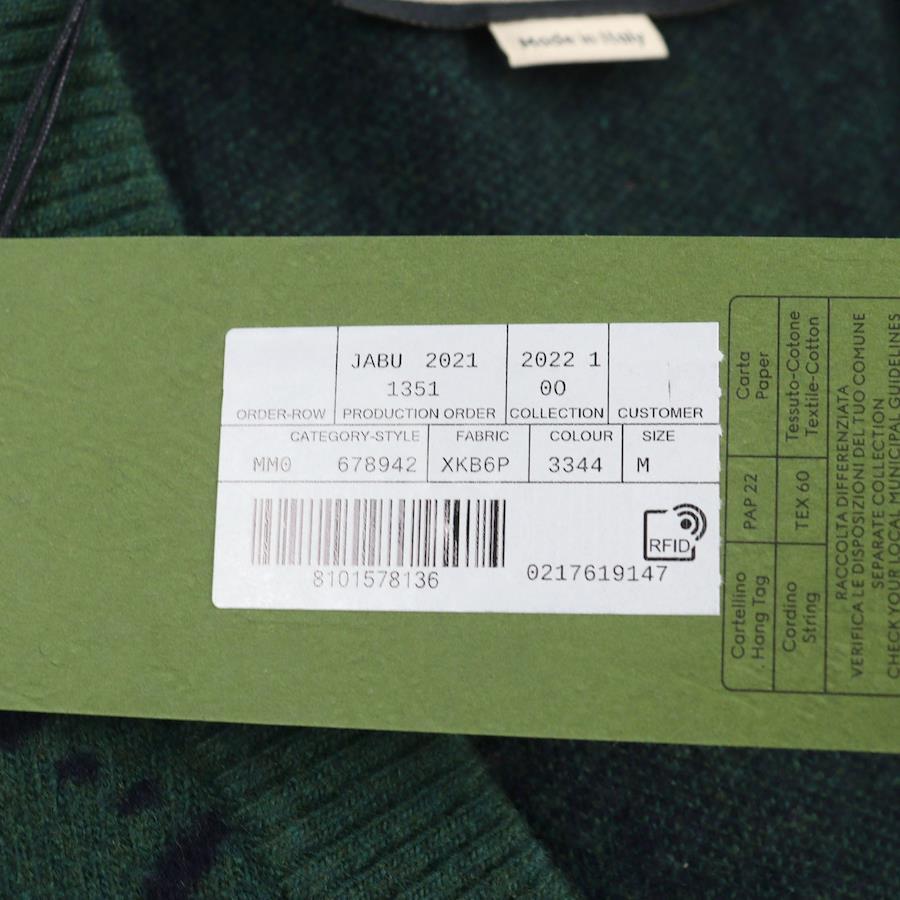 Made in Italy
JABU 2021
1351
2022 1
00
ORDER-ROW PRODUCTION ORDER COLLECTION CUSTOMER
CATEGORY-STYLE FABRIC COLOUR SIZE
MM0 678942 XKB6P 3344 M
RFID
8101578136 0217619147
Carta
Paper
Tessuto-Cotone
Textile-Cotton
PAP 22
TEX 60
Cartellino
Hang Tag
Cordino
String
RACCOLTA DIFFERENZIATA
VERIFICA LE DISPOSIZIONI DEL TUO COMUNE
SEPARATE COLLECTION
CHECK YOUR LOCAL MUNICIPAL GUIDELINES